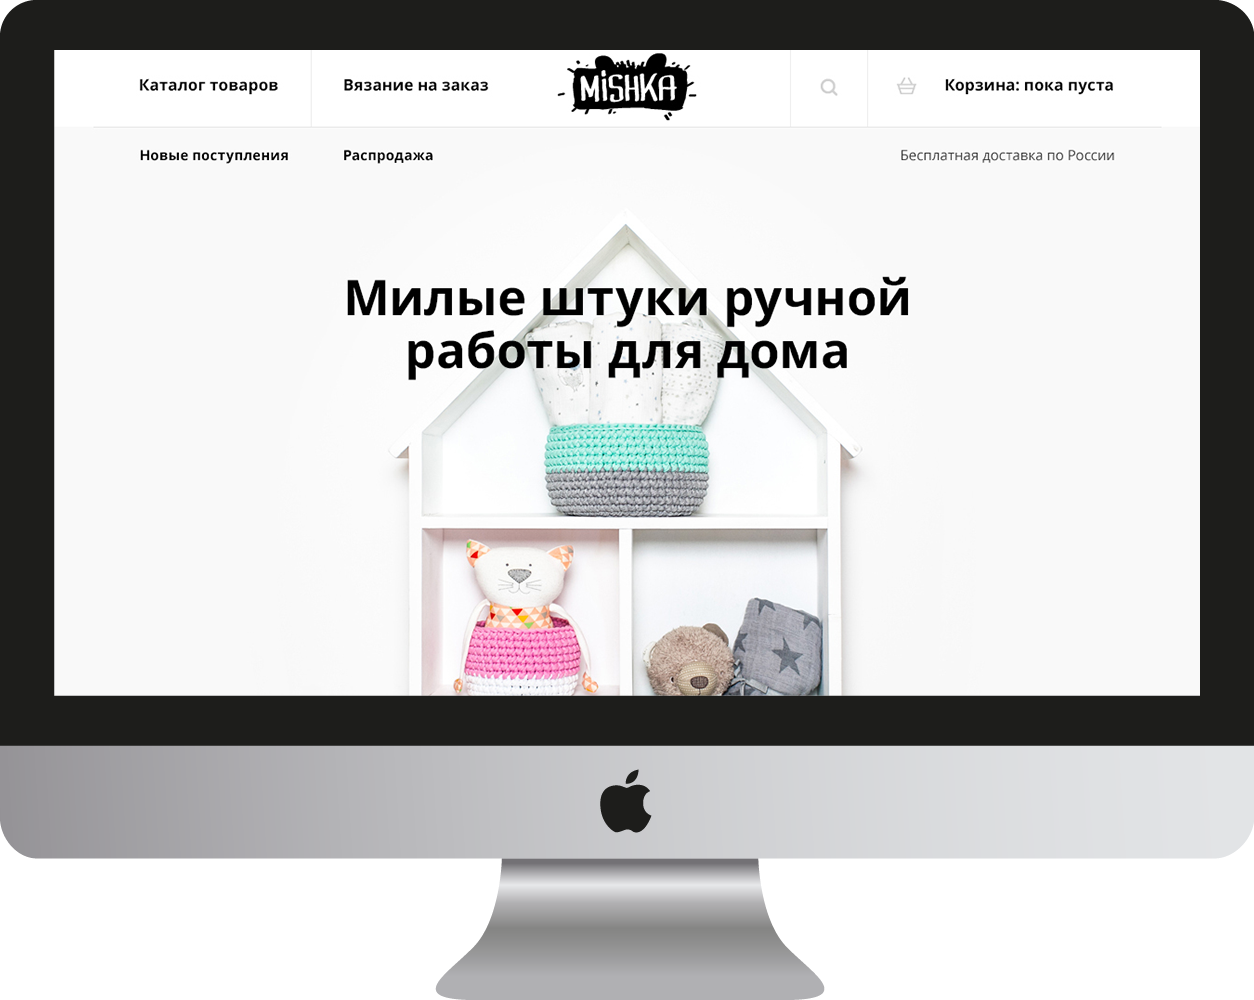 Каталог товаров
Вязание на заказ
MiSHKA
Корзина: пока пуста
Новые поступления
Распродажа
Бесплатная доставка по России
Милые штуки ручной
работы для дома